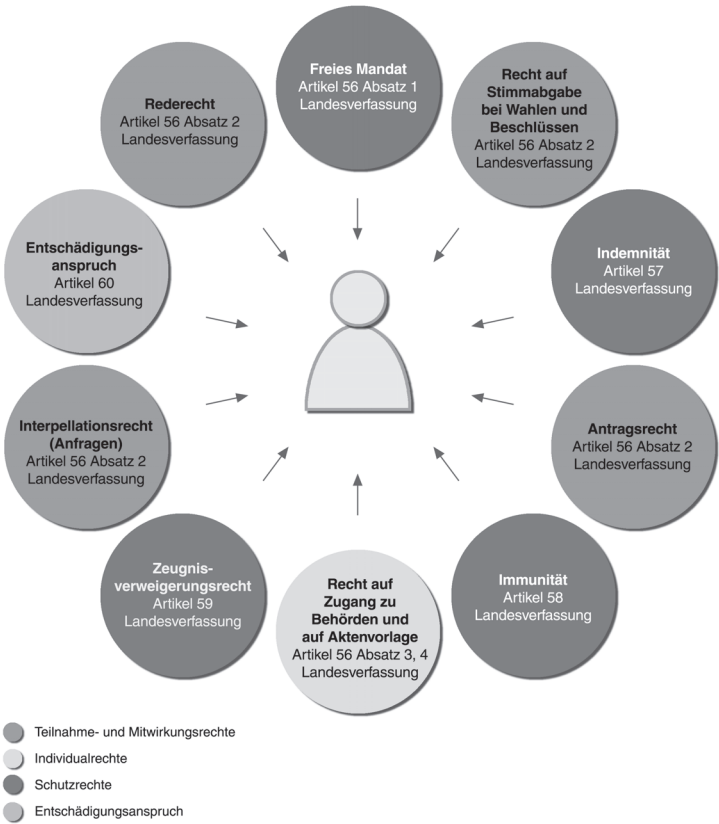 Freies Mandat
Artikel 56 Absatz 1
Landesverfassung
Recht auf
Stimmabgabe
bei Wahlen und
Beschlüssen
Artikel 56 Absatz 2
Landesverfassung
Indemnität
Artikel 57
Landesverfassung
Antragsrecht
Artikel 56 Absatz 2
Landesverfassung
Immunität
Artikel 58
Landesverfassung
Recht auf
Zugang zu
Behörden und
auf Aktenvorlage
Artikel 56 Absatz 3, 4
Landesverfassung
Zeugnis-
verweigerungsrecht
Artikel 59
Landesverfassung
Interpellationsrecht
(Anfragen)
Artikel 56 Absatz 2
Landesverfassung
Entschädigungs-
anspruch
Artikel 60
Landesverfassung
Rederecht
Artikel 56 Absatz 2
Landesverfassung
Teilnahme- und Mitwirkungsrechte
Individualrechte
Schutzrechte
Entschädigungsanspruch